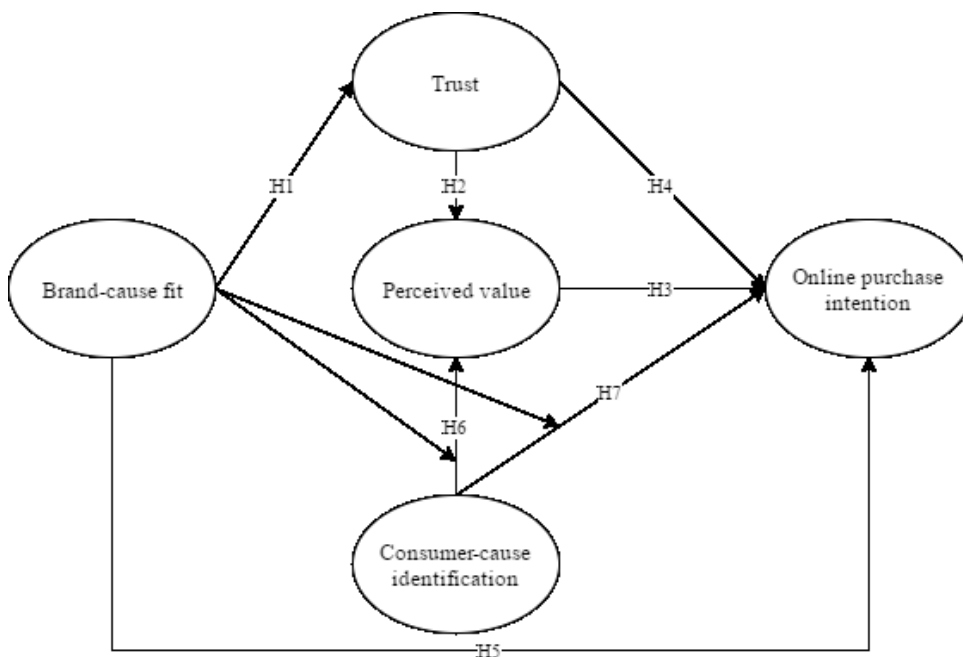 Trust
H1
H2
H4
Brand-cause fit
Perceived value
H3
Online purchase
intention
H7
H6
Consumer-cause
identification
H5